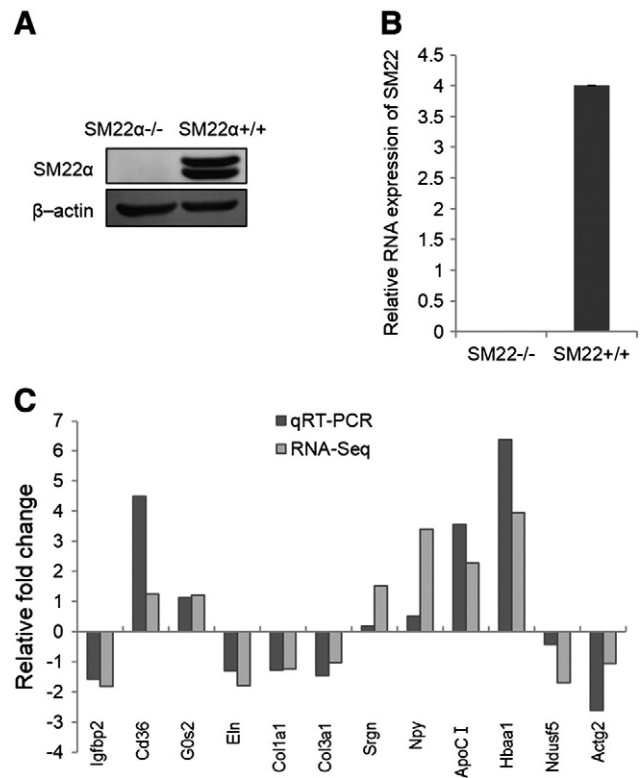 A
SM22α-/- SM22α+/+
SM22α
β–actin
B
Relative RNA expression of SM22
4.5
4
3.5
3
2.5
2
1.5
1
0.5
0
SM22-/- SM22+/+
C
Relative fold change
7
6
5
4
3
2
1
0
-1
-2
-3
-4
qRT-PCR
RNA-Seq
Igfbp2
Cd36
G0s2
Eln
Col1a1
Col3a1
Srgn
Npy
ApoC I
Hbaa1
Ndusf5
Actg2